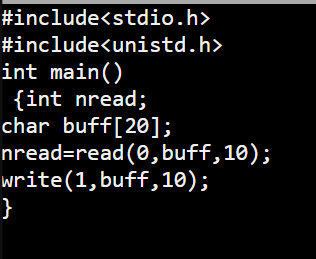 #include<stdio.h>
#include<unistd.h>
int main()
 {int nread;
char buff[20];
nread=read(0,buff,10);
write(1,buff,10);
}